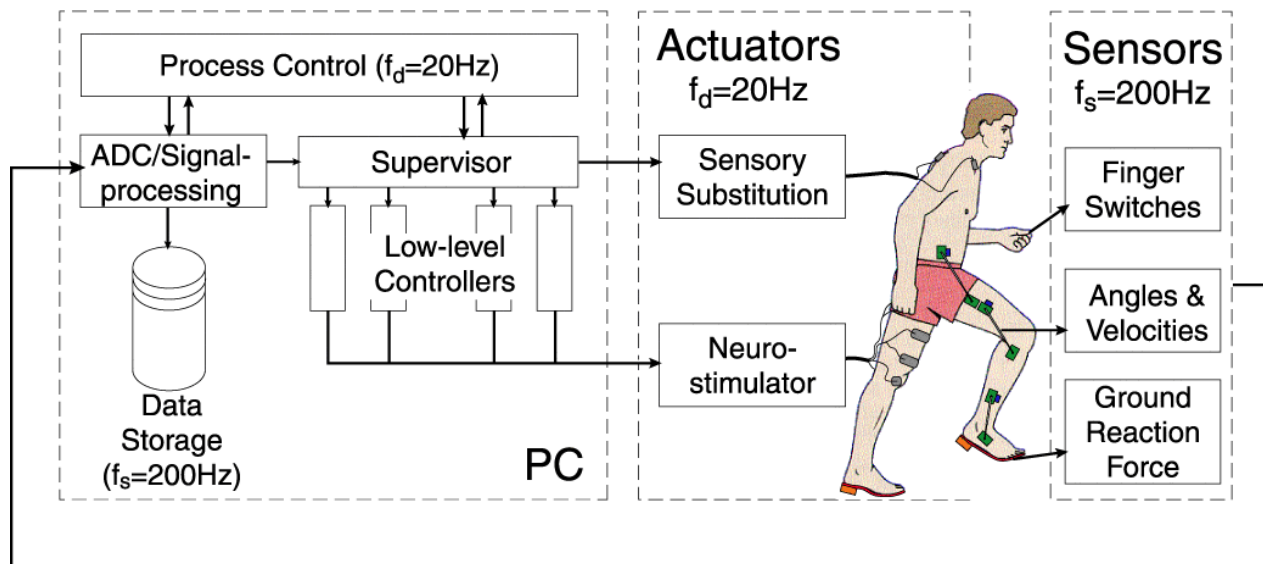 Process Control (fd=20Hz)
ADC/Signal-
processing
Supervisor
Low-level
Controllers
Data
Storage
(fs=200Hz)
PC
Actuators
fd=20Hz
Sensory
Substitution
Neuro-
stimulator
Sensors
fs=200Hz
Finger
Switches
Angles &
Velocities
Ground
Reaction
Force